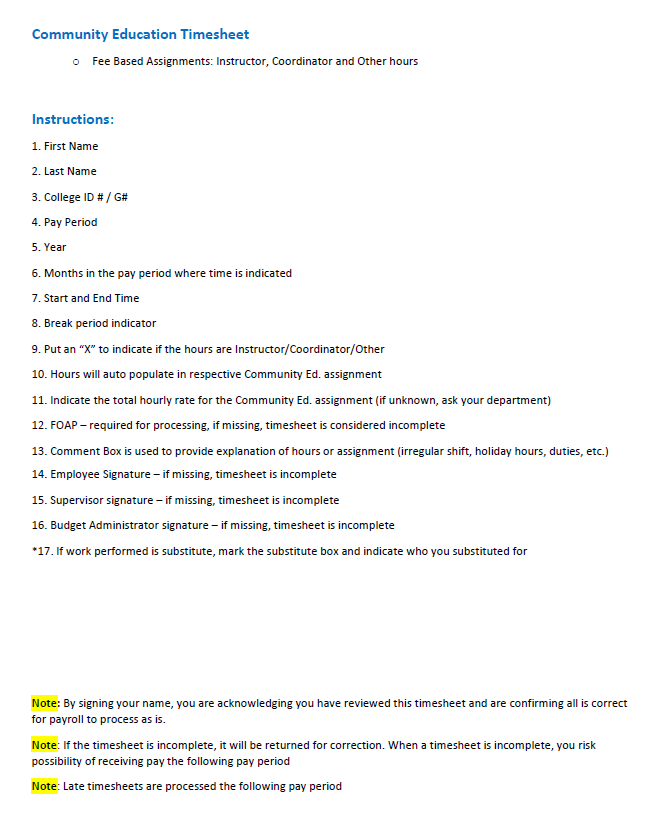 Community Education Timesheet
o Fee Based Assignments: Instructor, Coordinator and Other hours
Instructions:
1. First Name
2. Last Name
3. College ID # / G#
4. Pay Period
5. Year
6. Months in the pay period where time is indicated
7. Start and End Time
8. Break period indicator
9. Put an “X” to indicate if the hours are Instructor/Coordinator/Other
10. Hours will auto populate in respective Community Ed. assignment
11. Indicate the total hourly rate for the Community Ed. assignment (if unknown, ask your department)
12. FOAP – required for processing, if missing, timesheet is considered incomplete
13. Comment Box is used to provide explanation of hours or assignment (irregular shift, holiday hours, duties, etc.)
14. Employee Signature – if missing, timesheet is incomplete
15. Supervisor signature – if missing, timesheet is incomplete
16. Budget Administrator signature – if missing, timesheet is incomplete
*17. If work performed is substitute, mark the substitute box and indicate who you substituted for
Note: By signing your name, you are acknowledging you have reviewed this timesheet and are confirming all is correct
for payroll to process as is.
Note: If the timesheet is incomplete, it will be returned for correction. When a timesheet is incomplete, you risk
possibility of receiving pay the following pay period
Note: Late timesheets are processed the following pay period